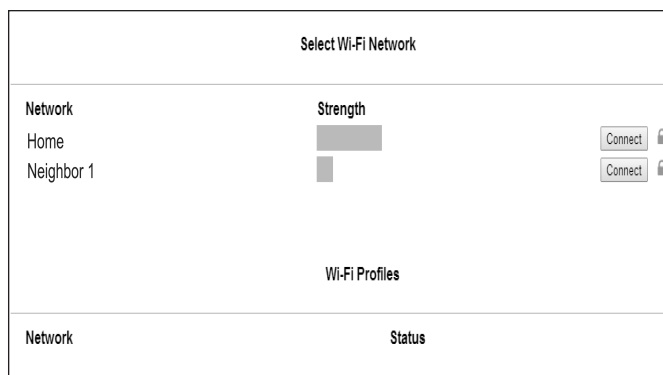 Select Wi-Fi Network
Network Strength
Home Connect
Neighbor 1 Connect
Wi-Fi Profiles
Network Status